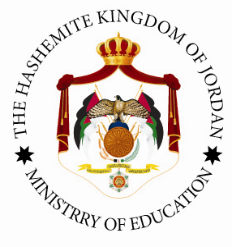 THE HASHEMITE KINGDOM OF JORDAN
MINISTRRY OF EDUCATION